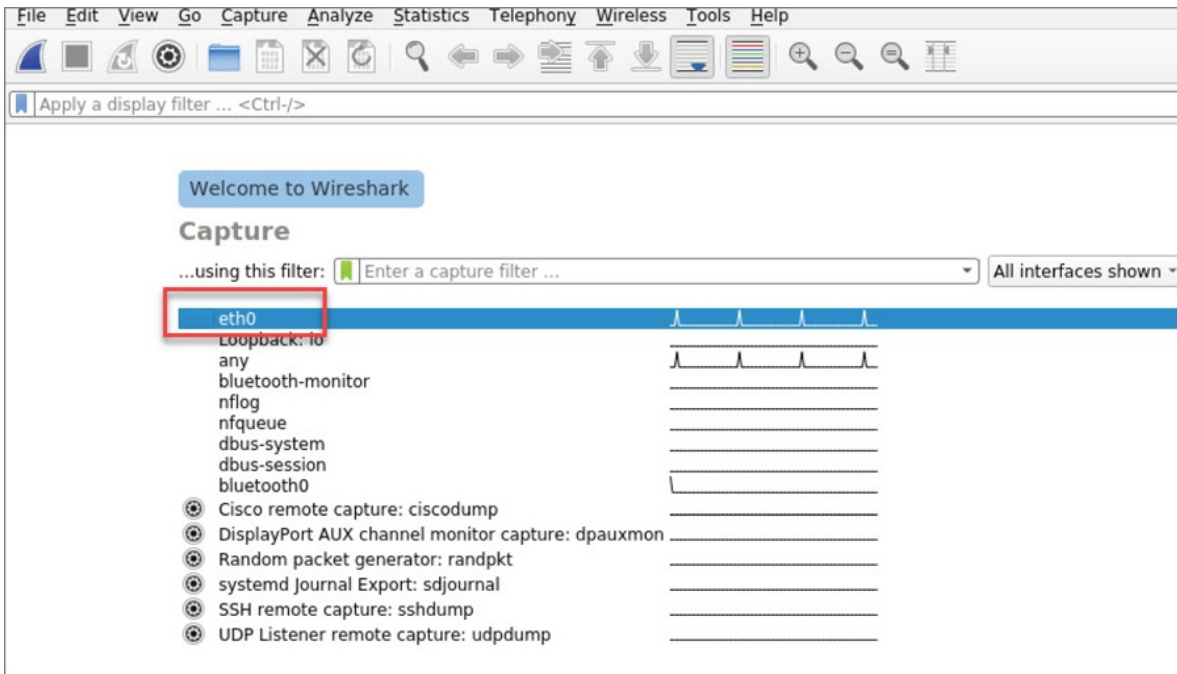 File Edit View Go Capture Analyze Statistics Telephony Wireless Tools Help
Apply a display filter ... <Ctrl-/>
Welcome to Wireshark
Capture
...using this filter: Enter a capture filter ... All interfaces shown
eth0
Loopback: lo
any
bluetooth-monitor
nflog
nfqueue
dbus-system
dbus-session
bluetooth0
Cisco remote capture: ciscodump
DisplayPort AUX channel monitor capture: dpauxmon
Random packet generator: randpkt
systemd Journal Export: sdjournal
SSH remote capture: sshdump
UDP Listener remote capture: udpdump